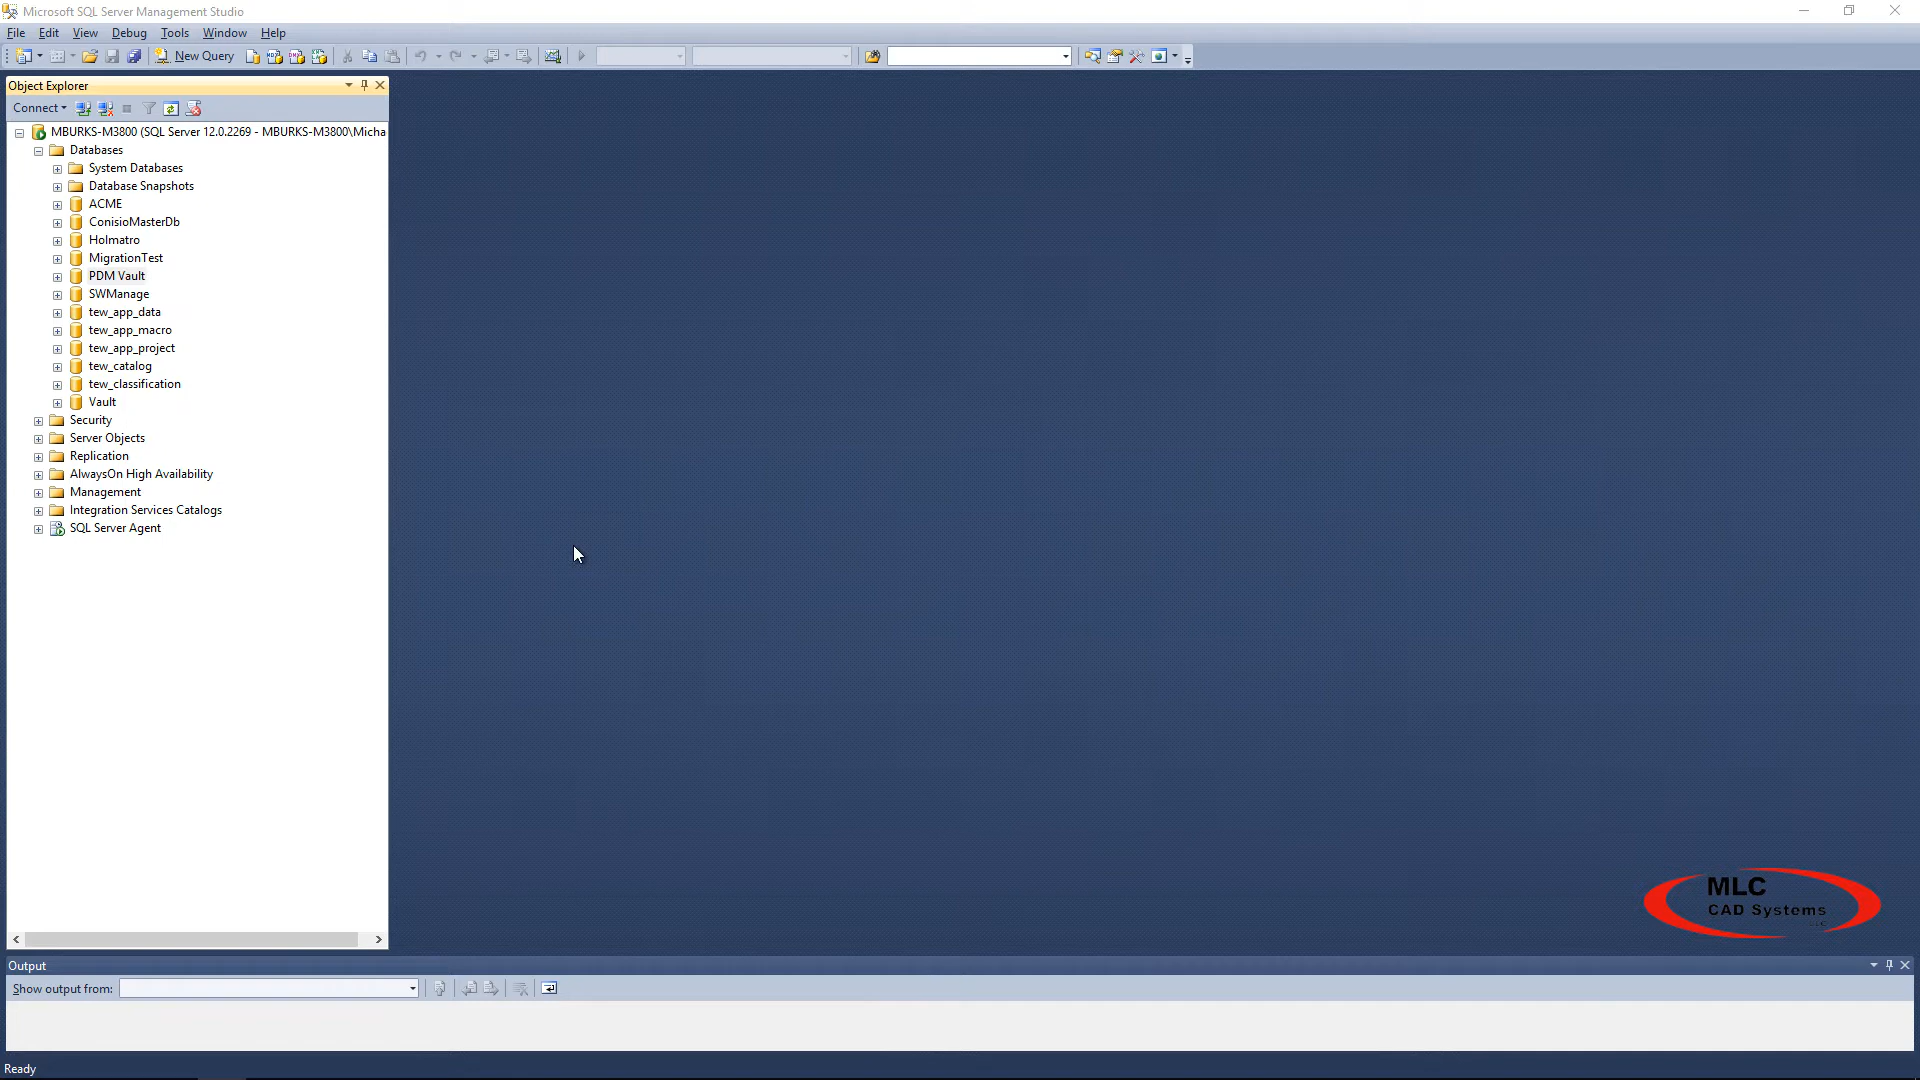 Microsoft SQL Server Management Studio
File Edit View Debug Tools Window Help
New Query
Object Explorer
Connect
MBURKS-M3800 (SQL Server 12.0.2269 - MBURKS-M3800\Micha
Databases
System Databases
Database Snapshots
ACME
ConisioMasterDb
Holmatro
MigrationTest
PDM Vault
SWManage
tew_app_data
tew_app_macro
tew_app_project
tew_catalog
tew_classification
Vault
Security
Server Objects
Replication
AlwaysOn High Availability
Management
Integration Services Catalogs
SQL Server Agent
MLC
CAD Systems
LLC
Output
Show output from:
Ready